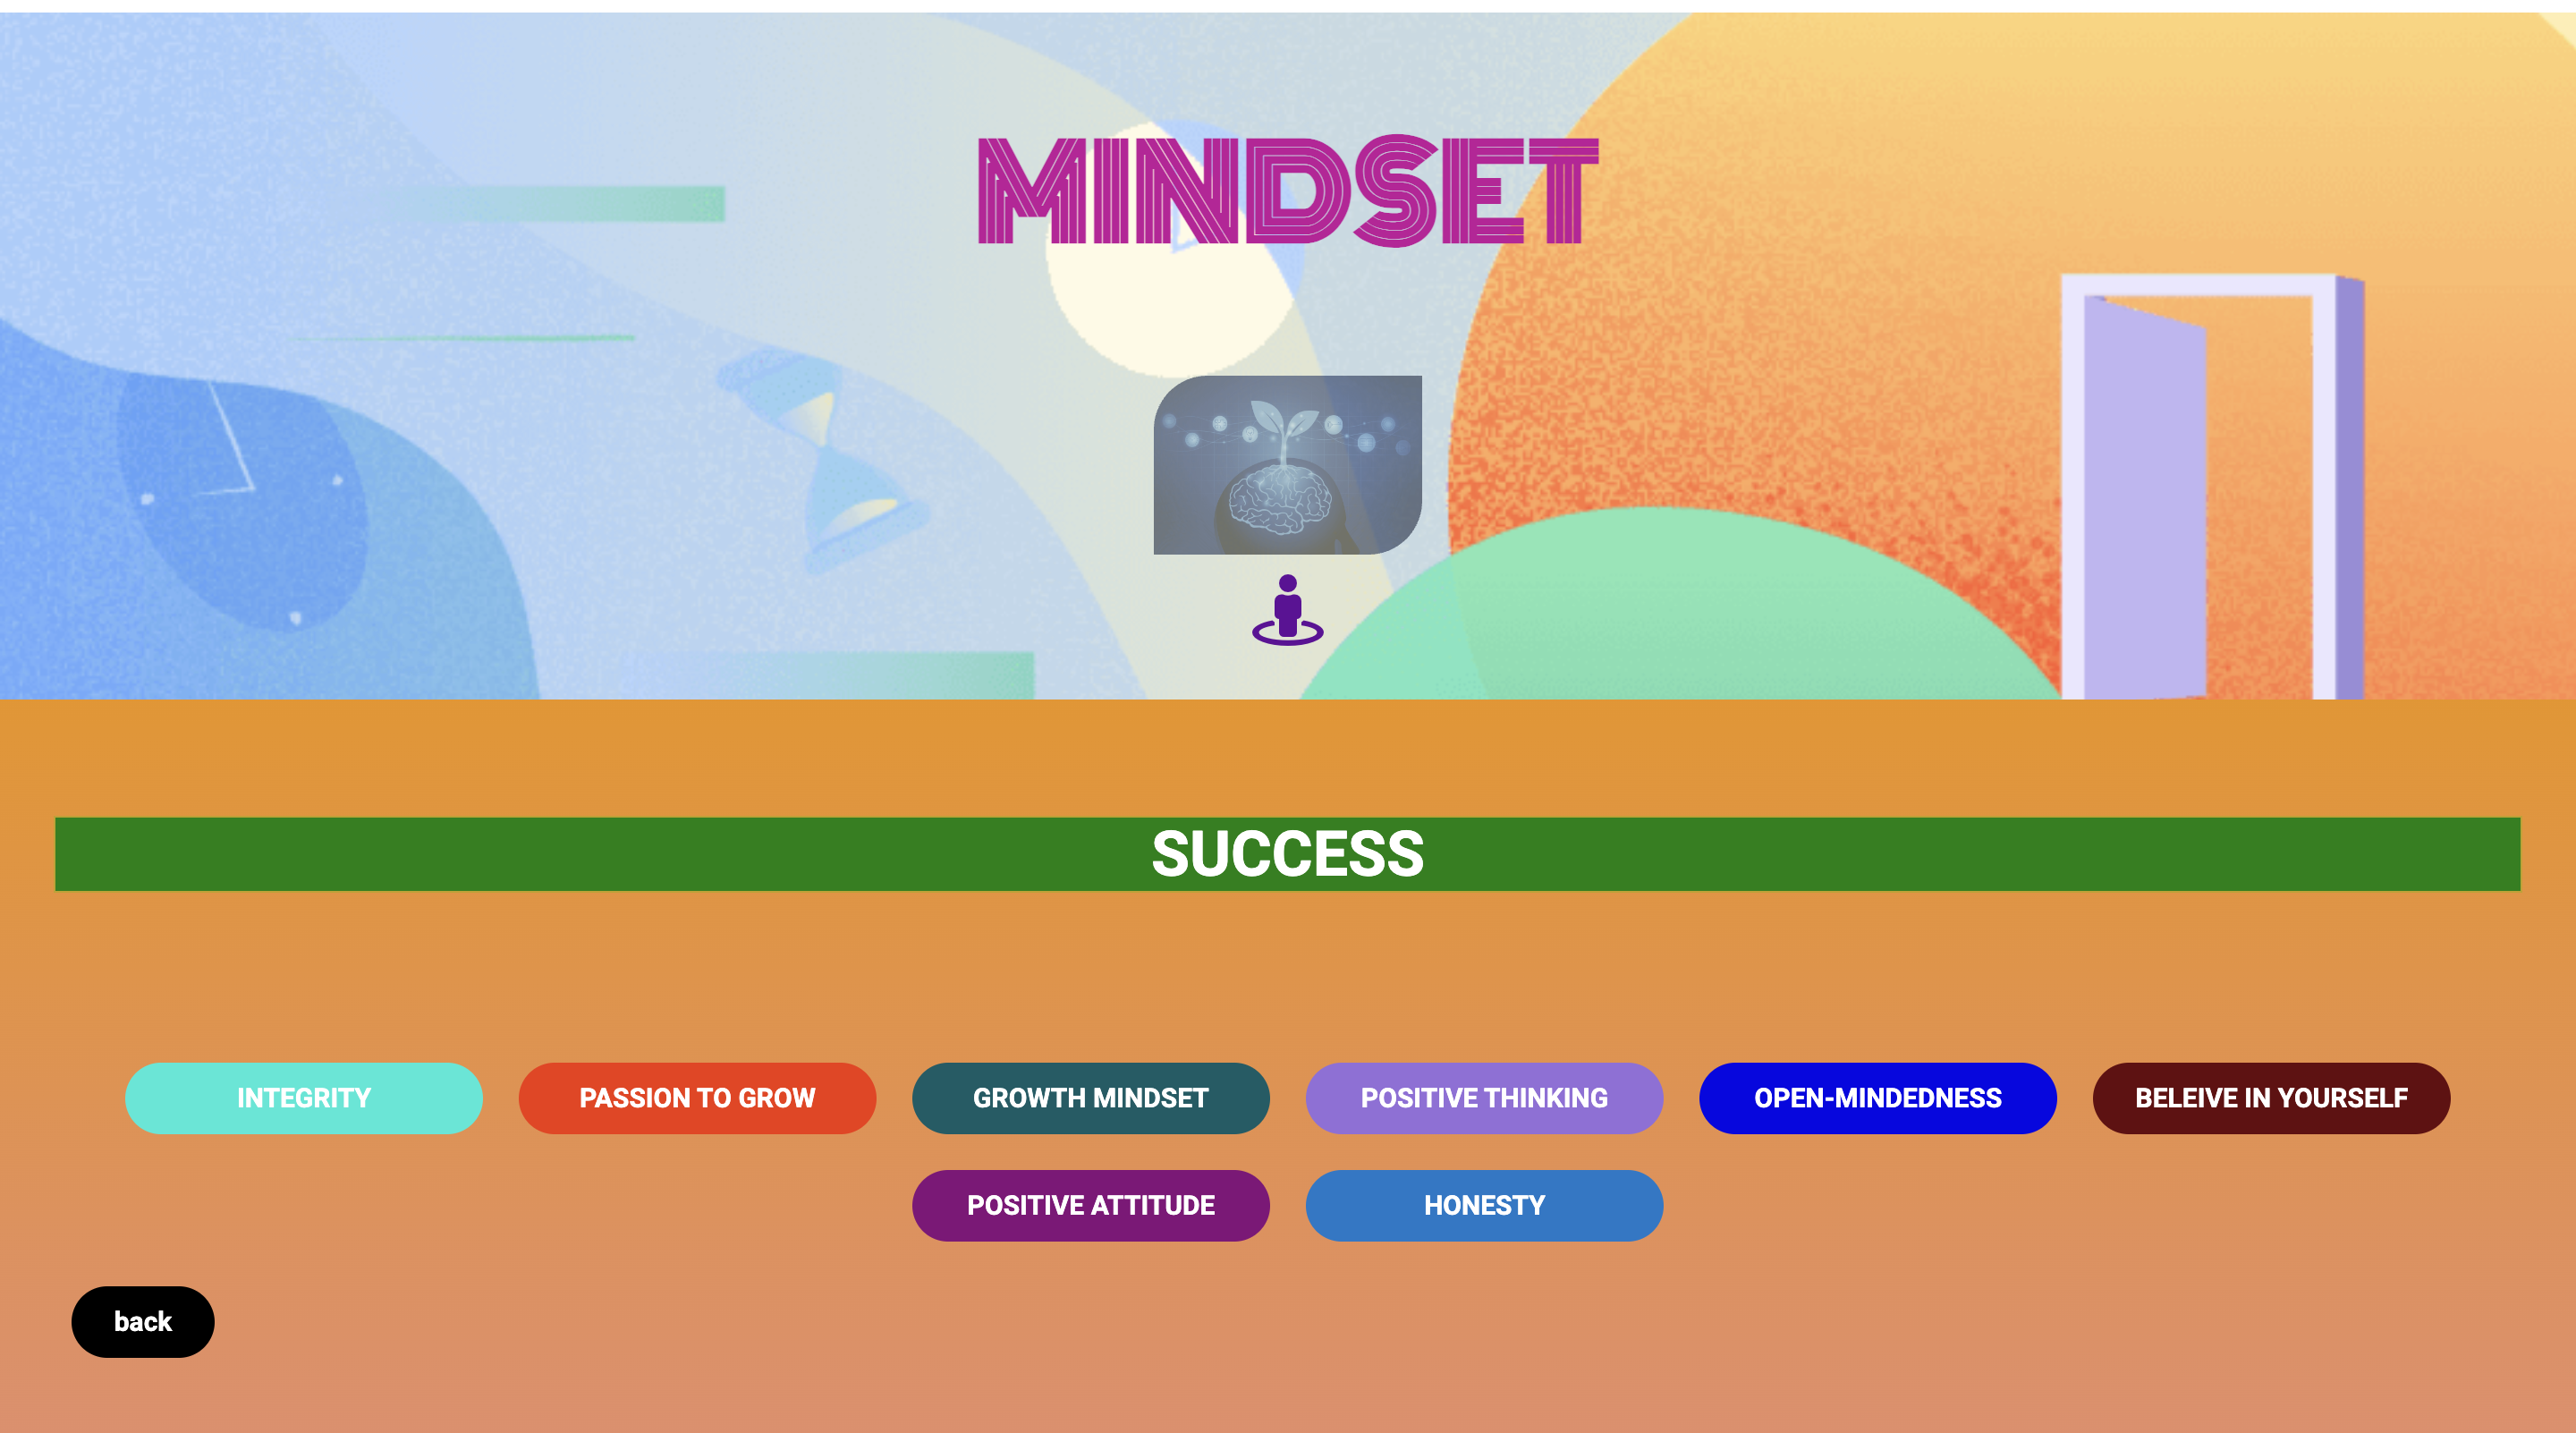 MINDSET
SUCCESS
INTEGRITY
PASSION TO GROW
GROWTH MINDSET
POSITIVE THINKING
OPEN-MINDEDNESS
BELEIVE IN YOURSELF
POSITIVE ATTITUDE
HONESTY
back